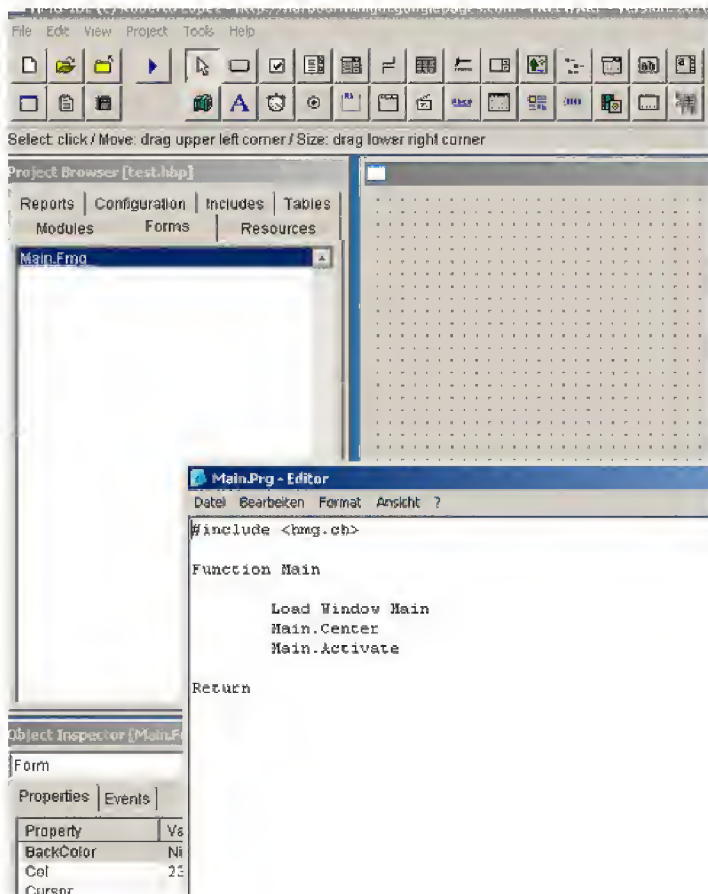 File Edit View Project Tools Help
Select: click / Move: drag upper left corner / Size: drag lower right corner
Project Browser [test.hbp]
Reports Configuration Includes Tables
Modules Forms Resources
Main.Fmg
Main.Prg - Editor
Datei Bearbeiten Format Ansicht ?
#include <hmg.ch>
Function Main
Load Window Main
Main.Center
Main.Activate
Return
Object Inspector [Main.F
Form
Properties Events
Property Va
BackColor Ni
Col 23
Cursor